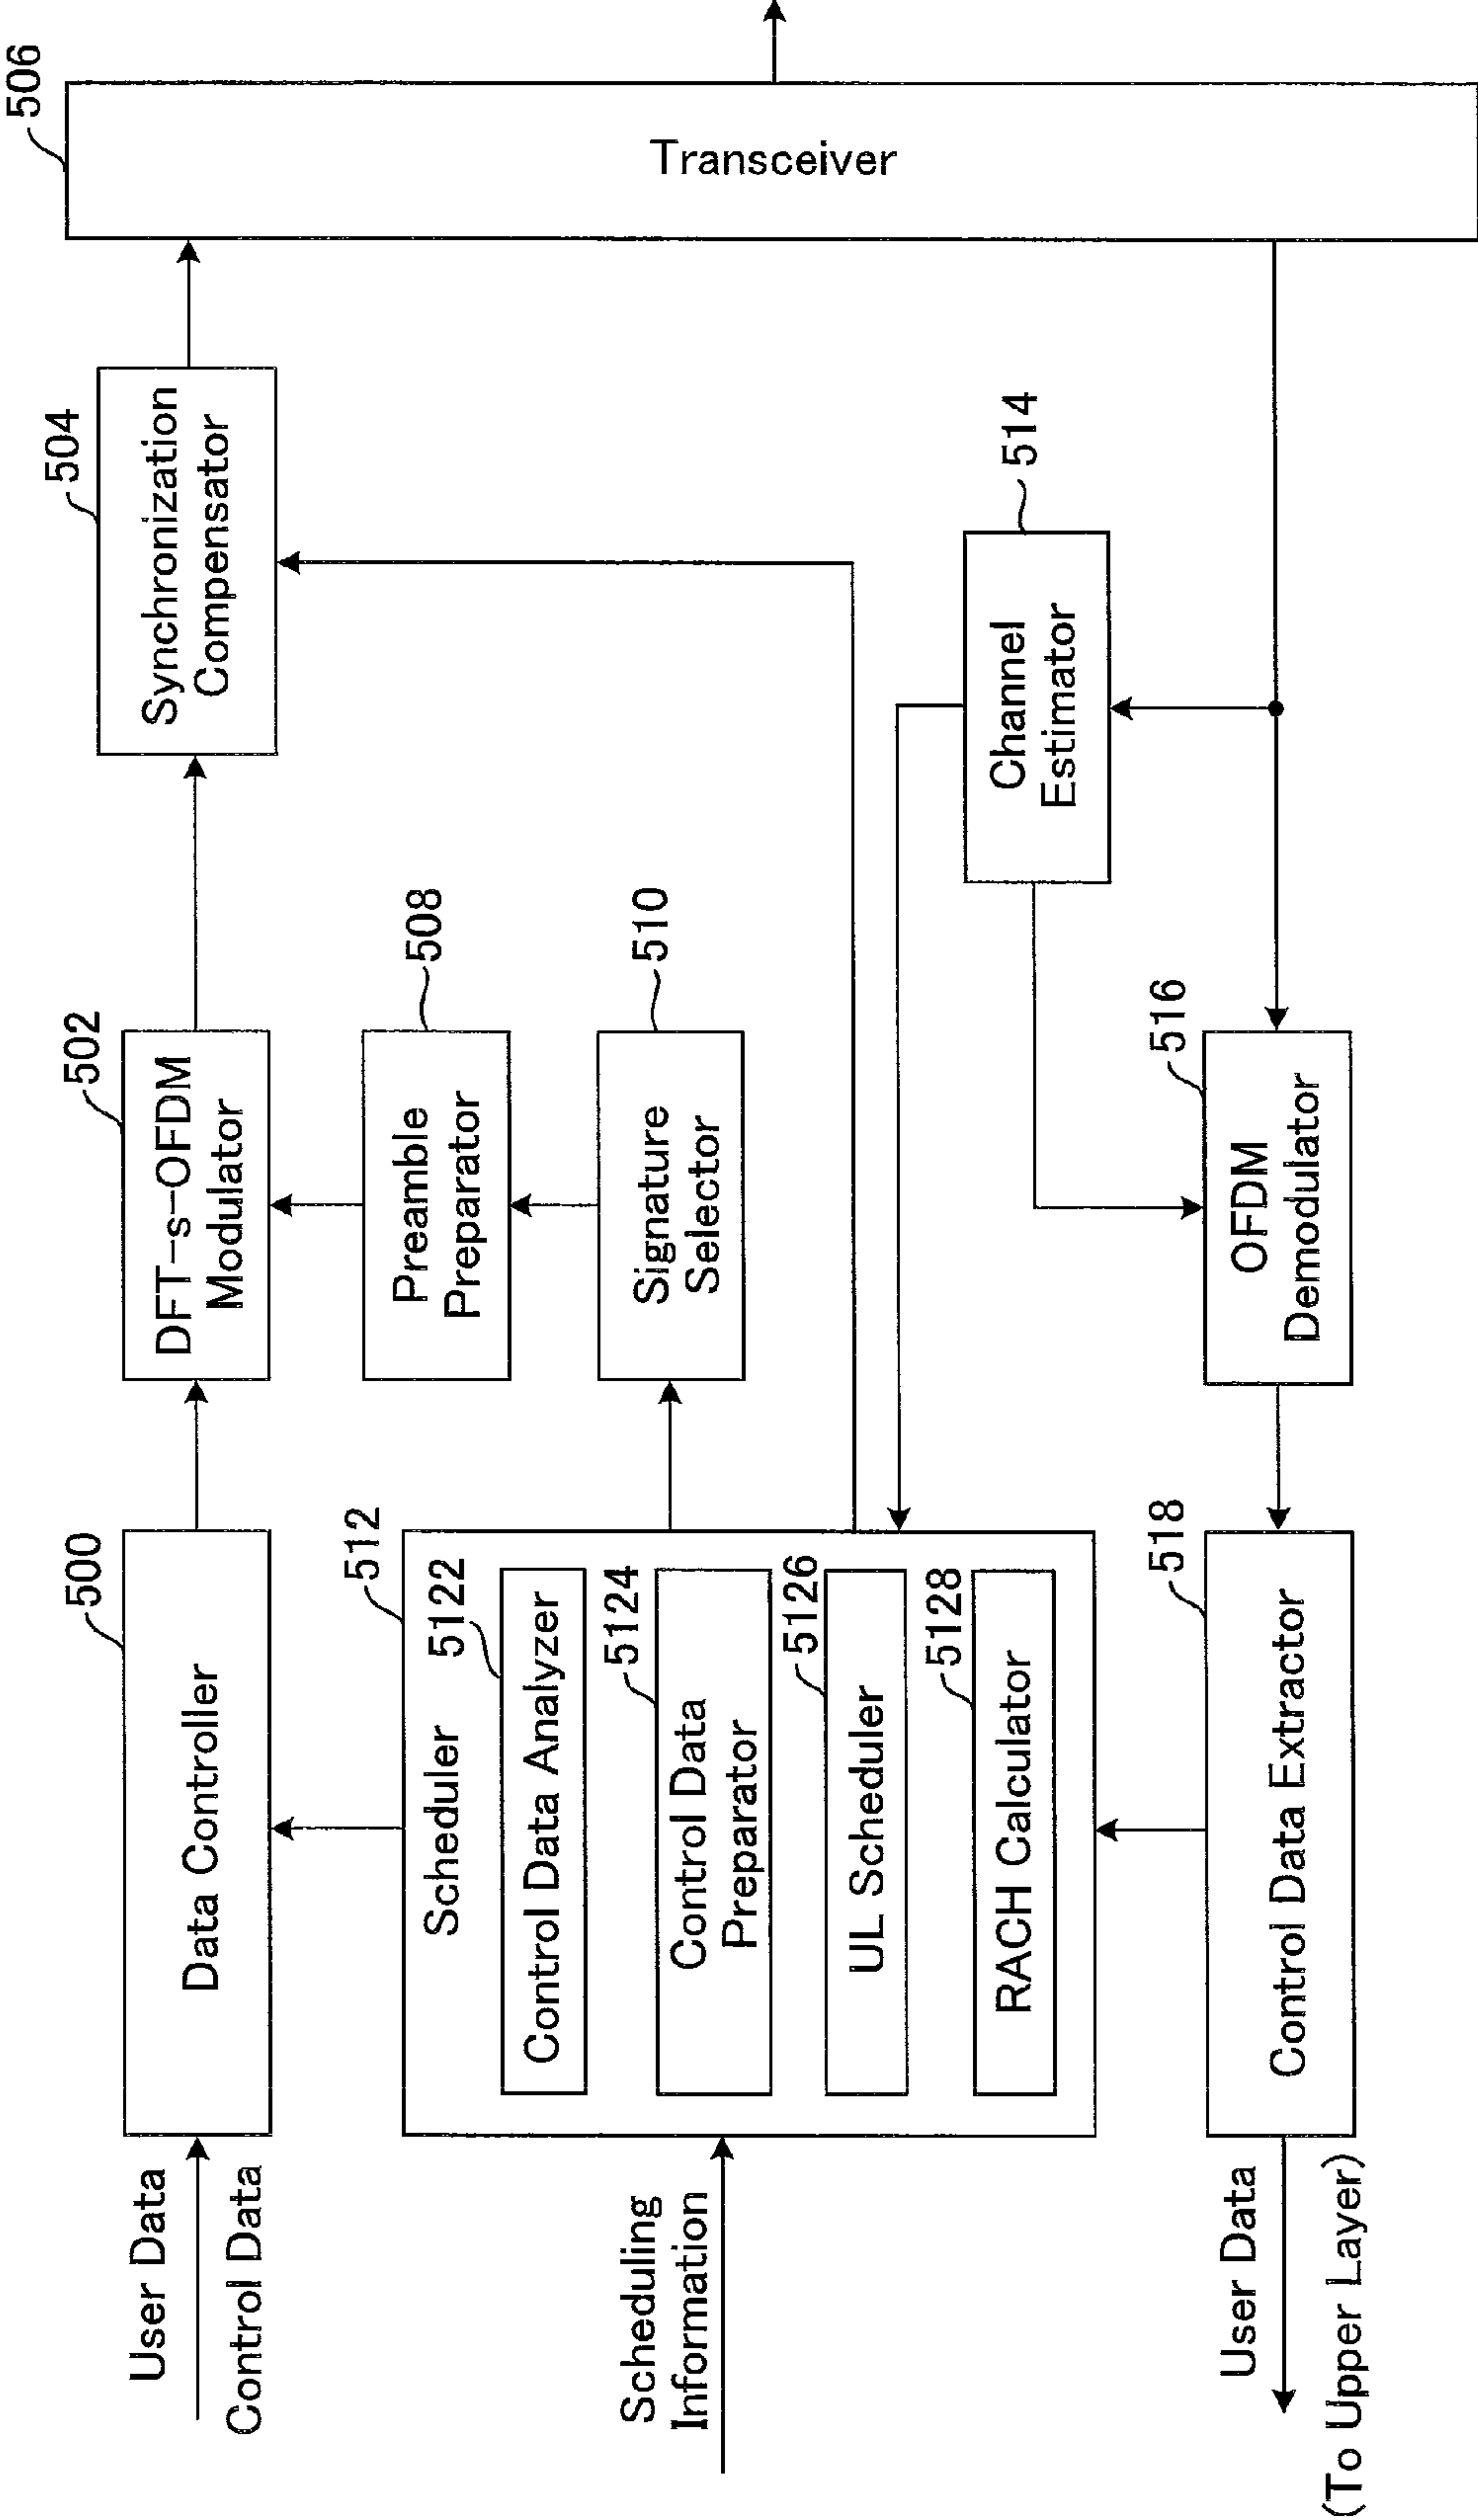 User Data
Control Data
500
Data Controller
502
DFT-s-OFDM
Modulator
504
Synchronization
Compensator
506
Transceiver
508
Preamble
Preparator
510
Signature
Selector
Scheduling
Information
512
Scheduler
5122
Control Data Analyzer
5124
Control Data
Preparator
5126
UL Scheduler
5128
RACH Calculator
514
Channel
Estimator
516
OFDM
Demodulator
518
Control Data Extractor
User Data
(To Upper Layer)